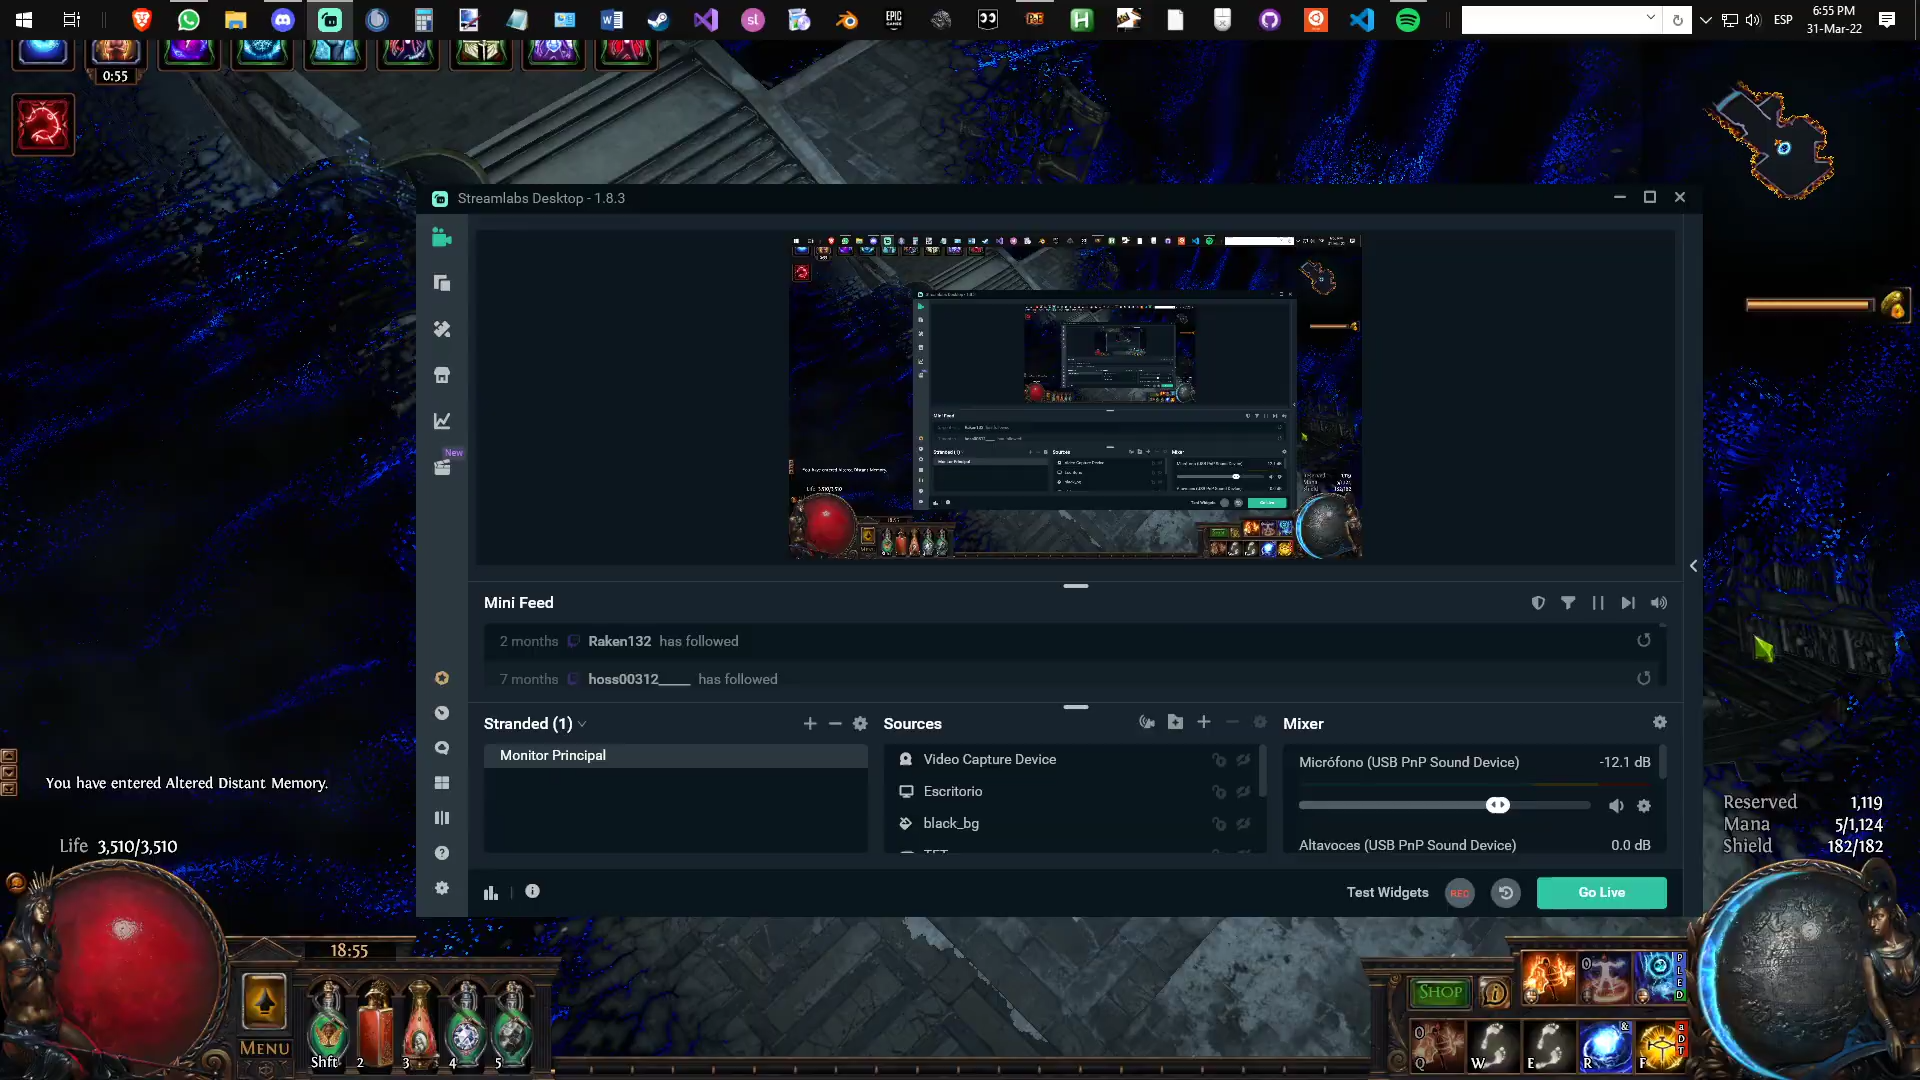 EPIC
GAMES
ESP
6:55 PM
31-Mar-22
0:55
Streamlabs Desktop - 1.8.3
New
Mini Feed
2 months Raken132 has followed
7 months hoss00312_____ has followed
Stranded (1)
Monitor Principal
Sources
Video Capture Device
Escritorio
black_bg
Mixer
Micrófono (USB PnP Sound Device) -12.1 dB
Altavoces (USB PnP Sound Device) 0.0 dB
Test Widgets
REC
Go Live
You have entered Altered Distant Memory.
Life 3,510/3,510
Reserved 1,119
Mana 5/1,124
Shield 182/182
18:55
MENU
Shft 2 3 4 5
SHOP
Q W E R F